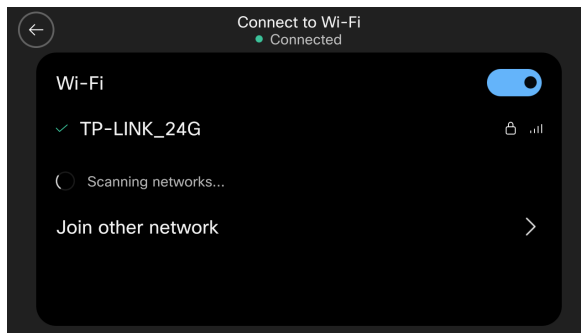 Connect to Wi-Fi
Connected
Wi-Fi
TP-LINK_24G
Scanning networks...
Join other network